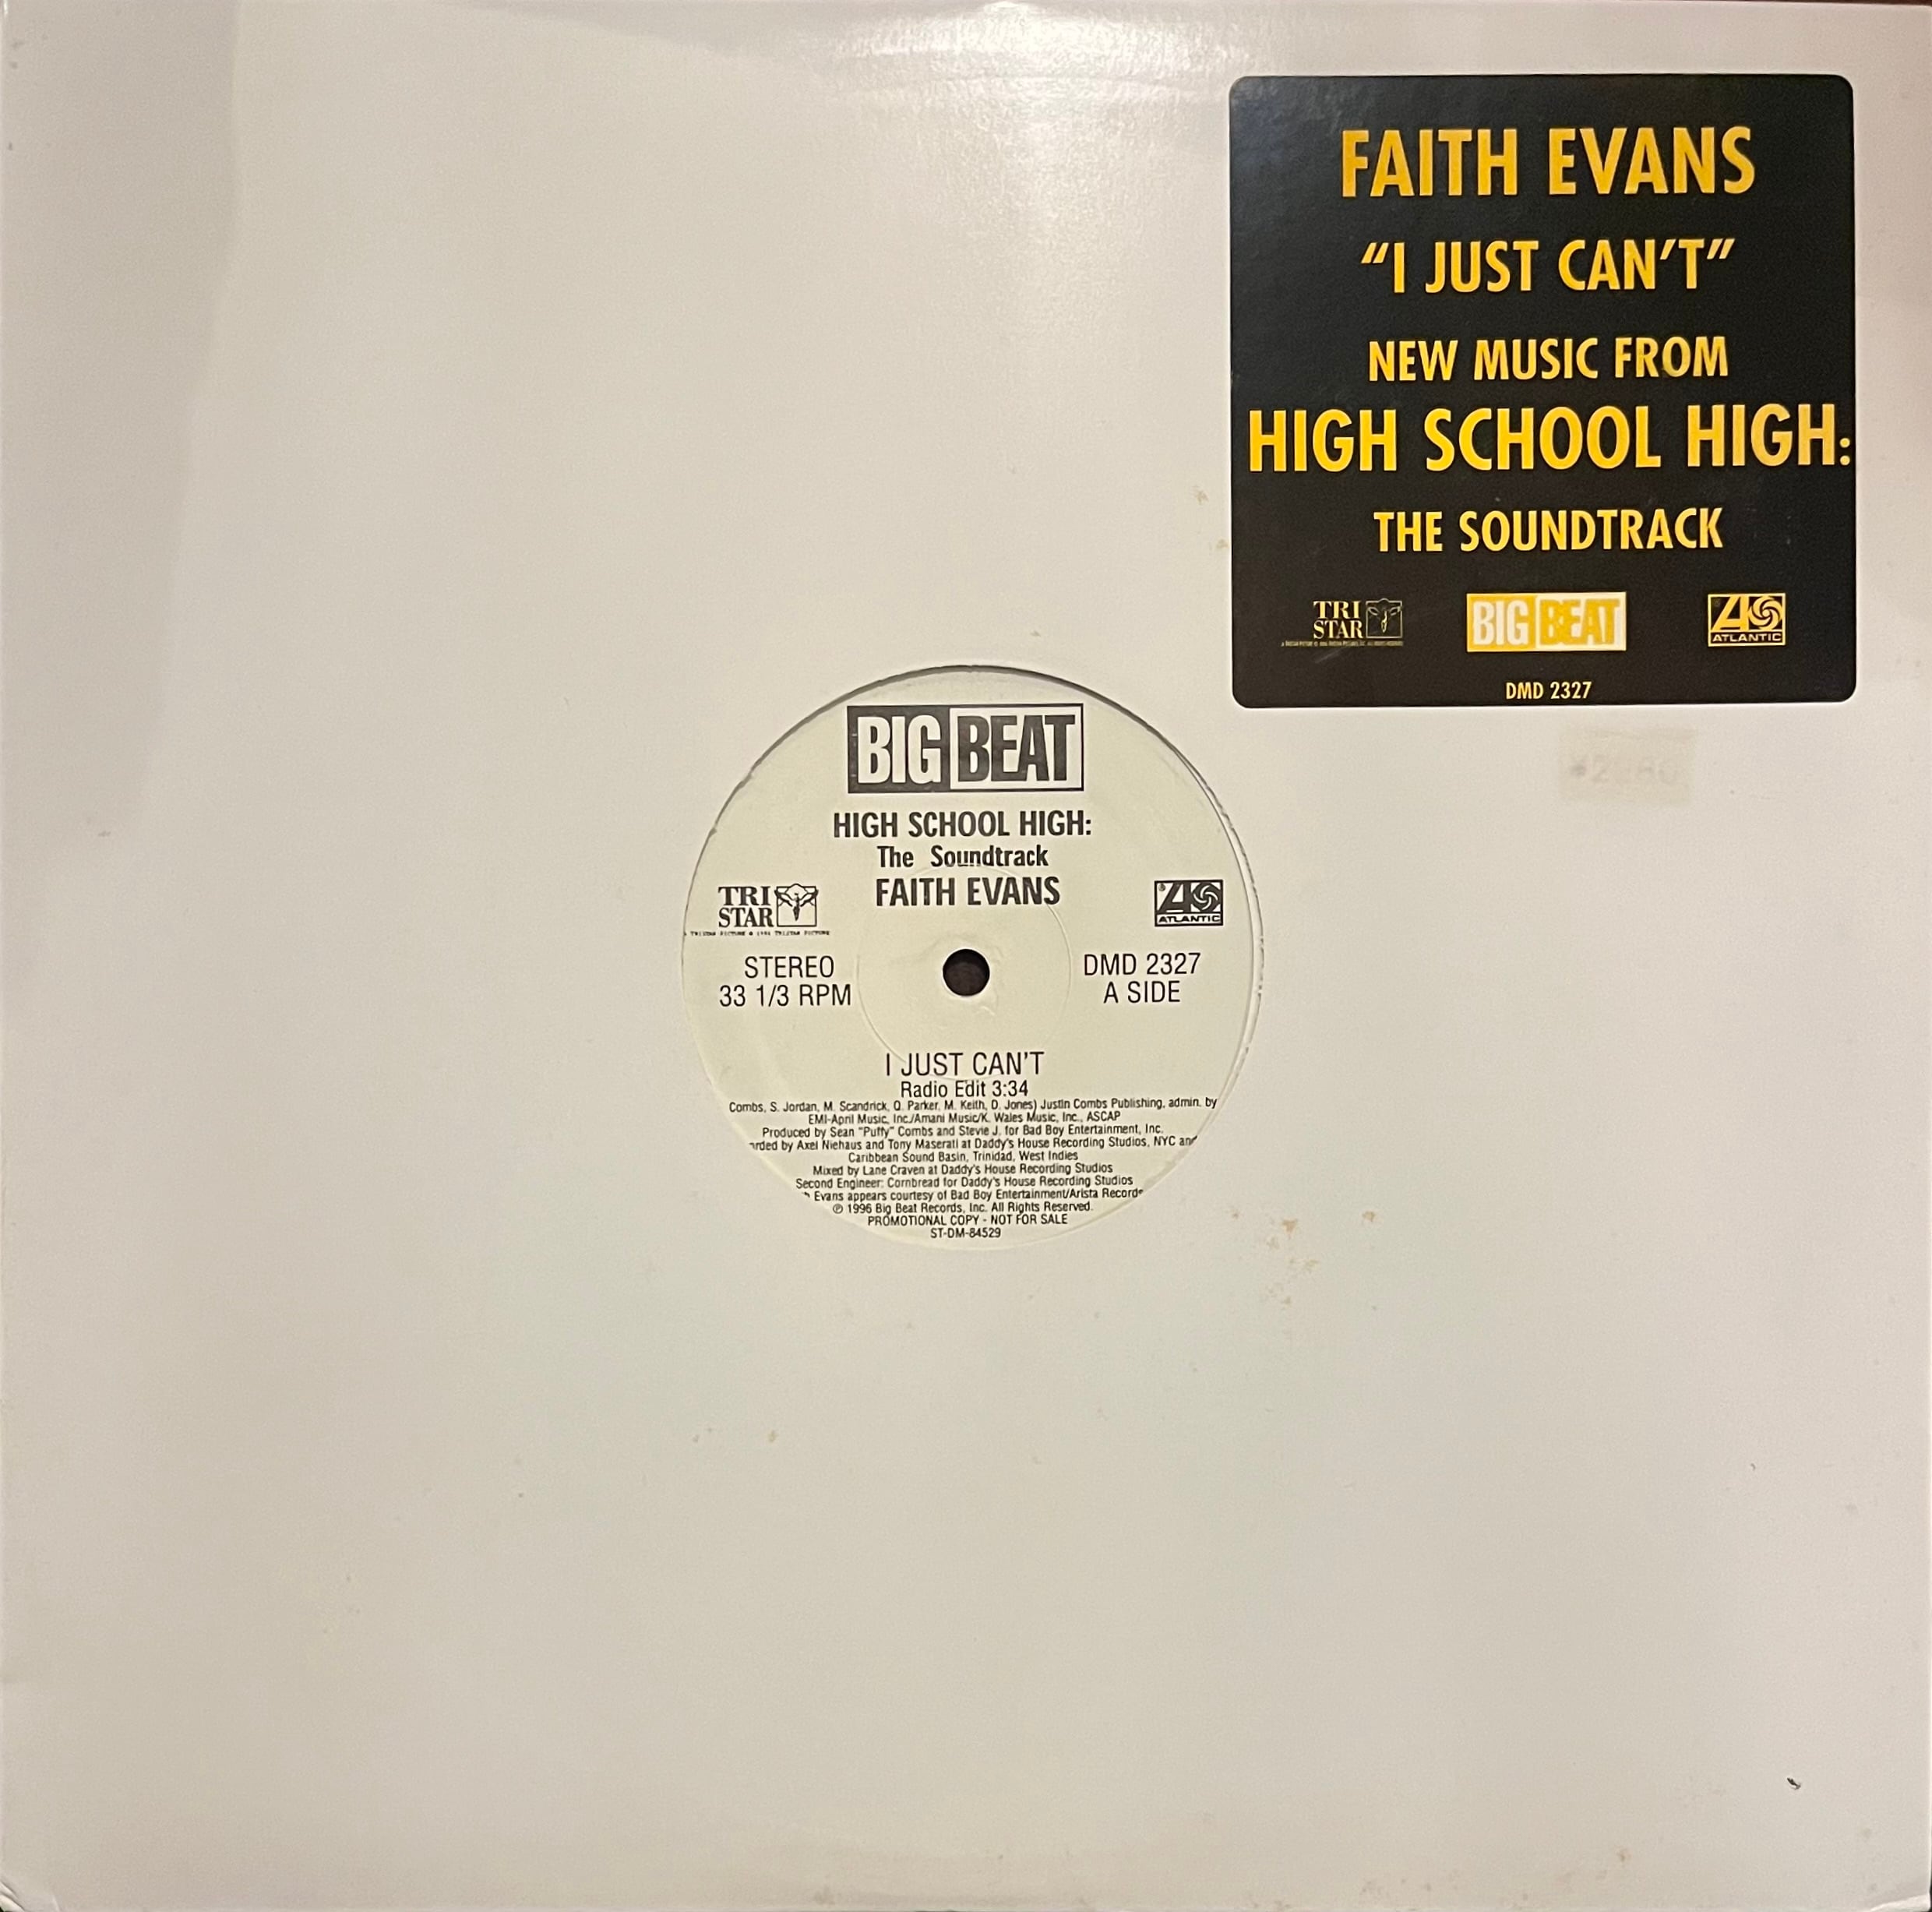 FAITH EVANS
“I JUST CAN’T”
NEW MUSIC FROM
HIGH SCHOOL HIGH:
THE SOUNDTRACK
TRI
STAR
BIG BEAT
ATLANTIC
DMD 2327
BIG BEAT
HIGH SCHOOL HIGH:
The Soundtrack
FAITH EVANS
TRI
STAR
ATLANTIC
STEREO
33 1/3 RPM
DMD 2327
A SIDE
I JUST CAN'T
Radio Edit 3:34
Combs, S. Jordan, M. Scandrick, Q. Parker, M. Keith, D. Jones) Justin Combs Publishing, admin. by
EMI-April Music, Inc./Amani Music/K. Wales Music, Inc., ASCAP
Produced by Sean "Puffy" Combs and Stevie J. for Bad Boy Entertainment, Inc.
by Axel Niehaus and Tony Maserati at Daddy's House Recording Studios, NYC and
Caribbean Sound Basin, Trinidad, West Indies
Mixed by Lane Craven at Daddy's House Recording Studios
Second Engineer: Cornbread for Daddy's House Recording Studios
Evans appears courtesy of Bad Boy Entertainment/Arista Records
℗ 1996 Big Beat Records, Inc. All Rights Reserved.
PROMOTIONAL COPY - NOT FOR SALE
ST-DM-84529